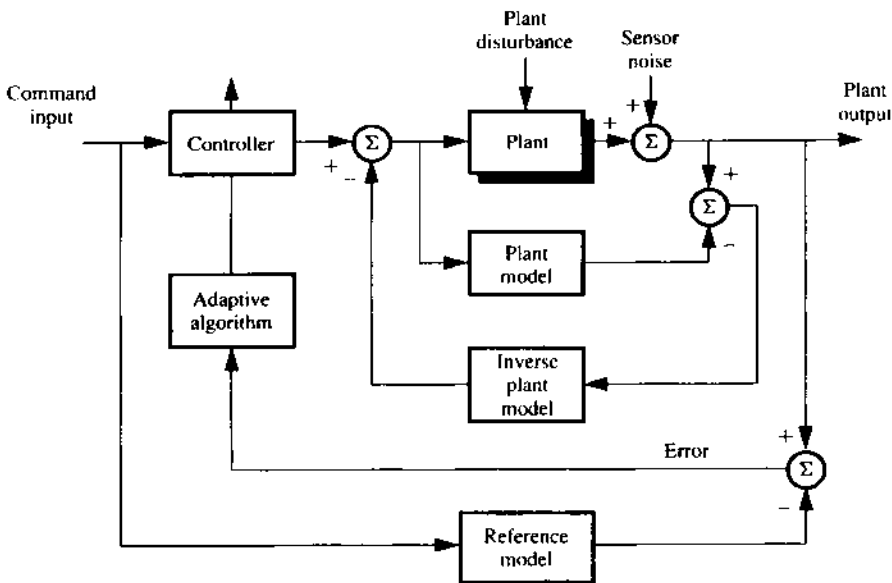 Plant
disturbance
Sensor
noise
Command
input
Plant
output
Controller
+
−
Σ
Plant
+
+
Σ
+
Σ
−
Plant
model
Adaptive
algorithm
Inverse
plant
model
Error
+
Σ
−
Reference
model